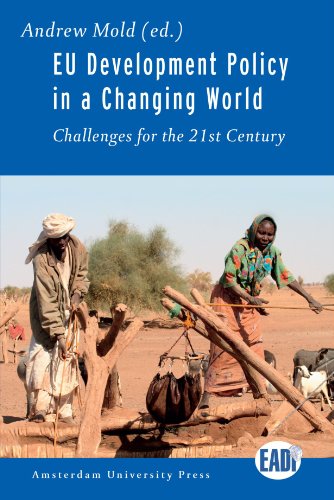 Andrew Mold (ed.)
EU Development Policy
in a Changing World
Challenges for the 21st Century
EADI
Amsterdam University Press